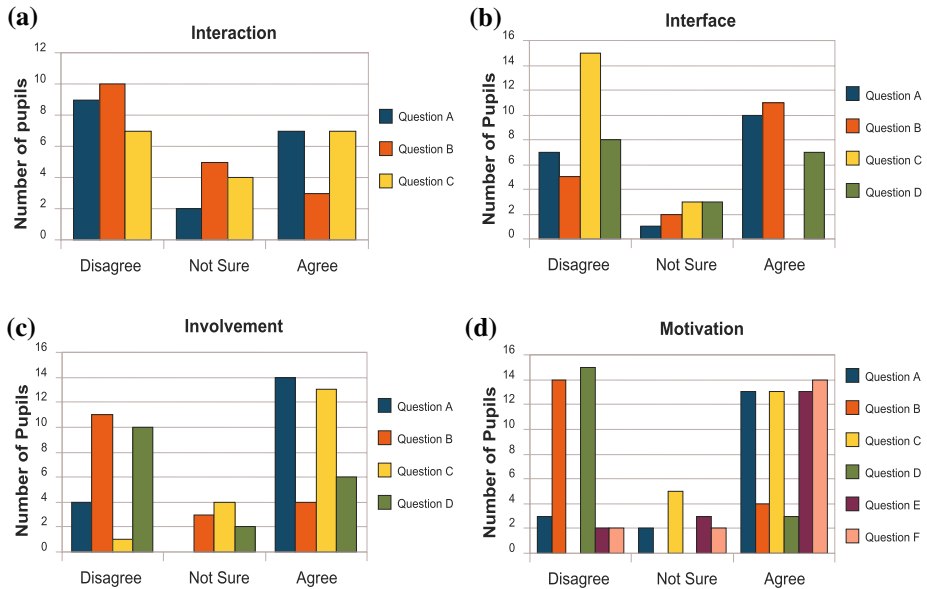 (a)
Interaction
Number of pupils
12
10
8
6
4
2
0
Disagree
Not Sure
Agree
Question A
Question B
Question C
(b)
Interface
Number of Pupils
16
14
12
10
8
6
4
2
0
Disagree
Not Sure
Agree
Question A
Question B
Question C
Question D
(c)
Involvement
Number of Pupils
16
14
12
10
8
6
4
2
0
Disagree
Not Sure
Agree
Question A
Question B
Question C
Question D
(d)
Motivation
Number of Pupils
16
14
12
10
8
6
4
2
0
Disagree
Not Sure
Agree
Question A
Question B
Question C
Question D
Question E
Question F